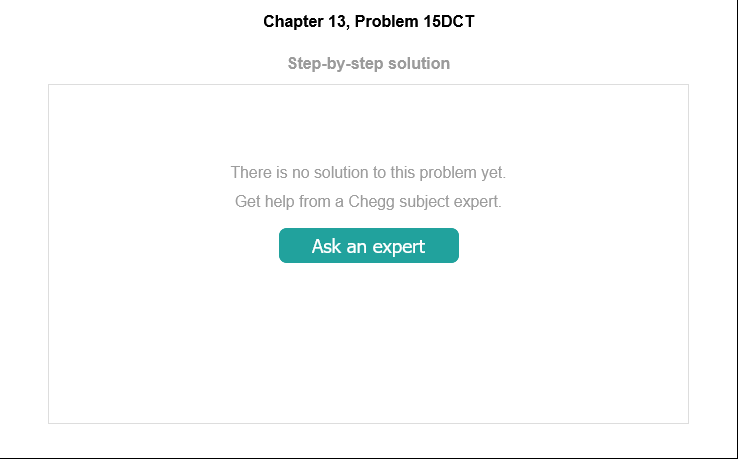 Chapter 13, Problem 15DCT
Step-by-step solution
There is no solution to this problem yet.
Get help from a Chegg subject expert.
Ask an expert